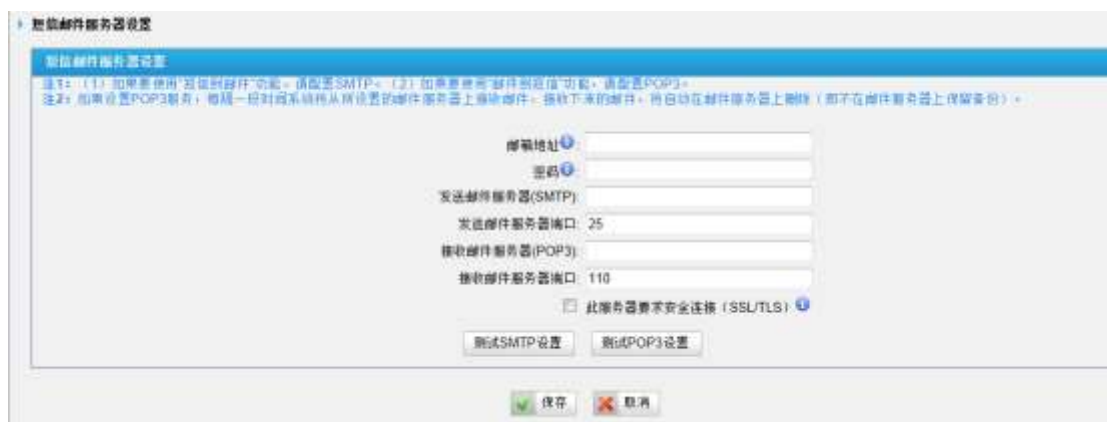 短信邮件服务器设置
短信邮件服务器设置
注1：（1）如果要使用“短信到邮件”功能，请配置SMTP。（2）如果要使用“邮件到短信”功能，请配置POP3。
注2：如果设置POP3服务，每隔一段时间系统将从所设置的邮件服务器上接收邮件，接收下来的邮件，将自动在邮件服务器上删除（即不在邮件服务器上保留备份）。
邮箱地址
密码
发送邮件服务器(SMTP)
发送邮件服务器端口 25
接收邮件服务器(POP3)
接收邮件服务器端口 110
此服务器要求安全连接（SSL/TLS）
测试SMTP设置 测试POP3设置
保存 取消